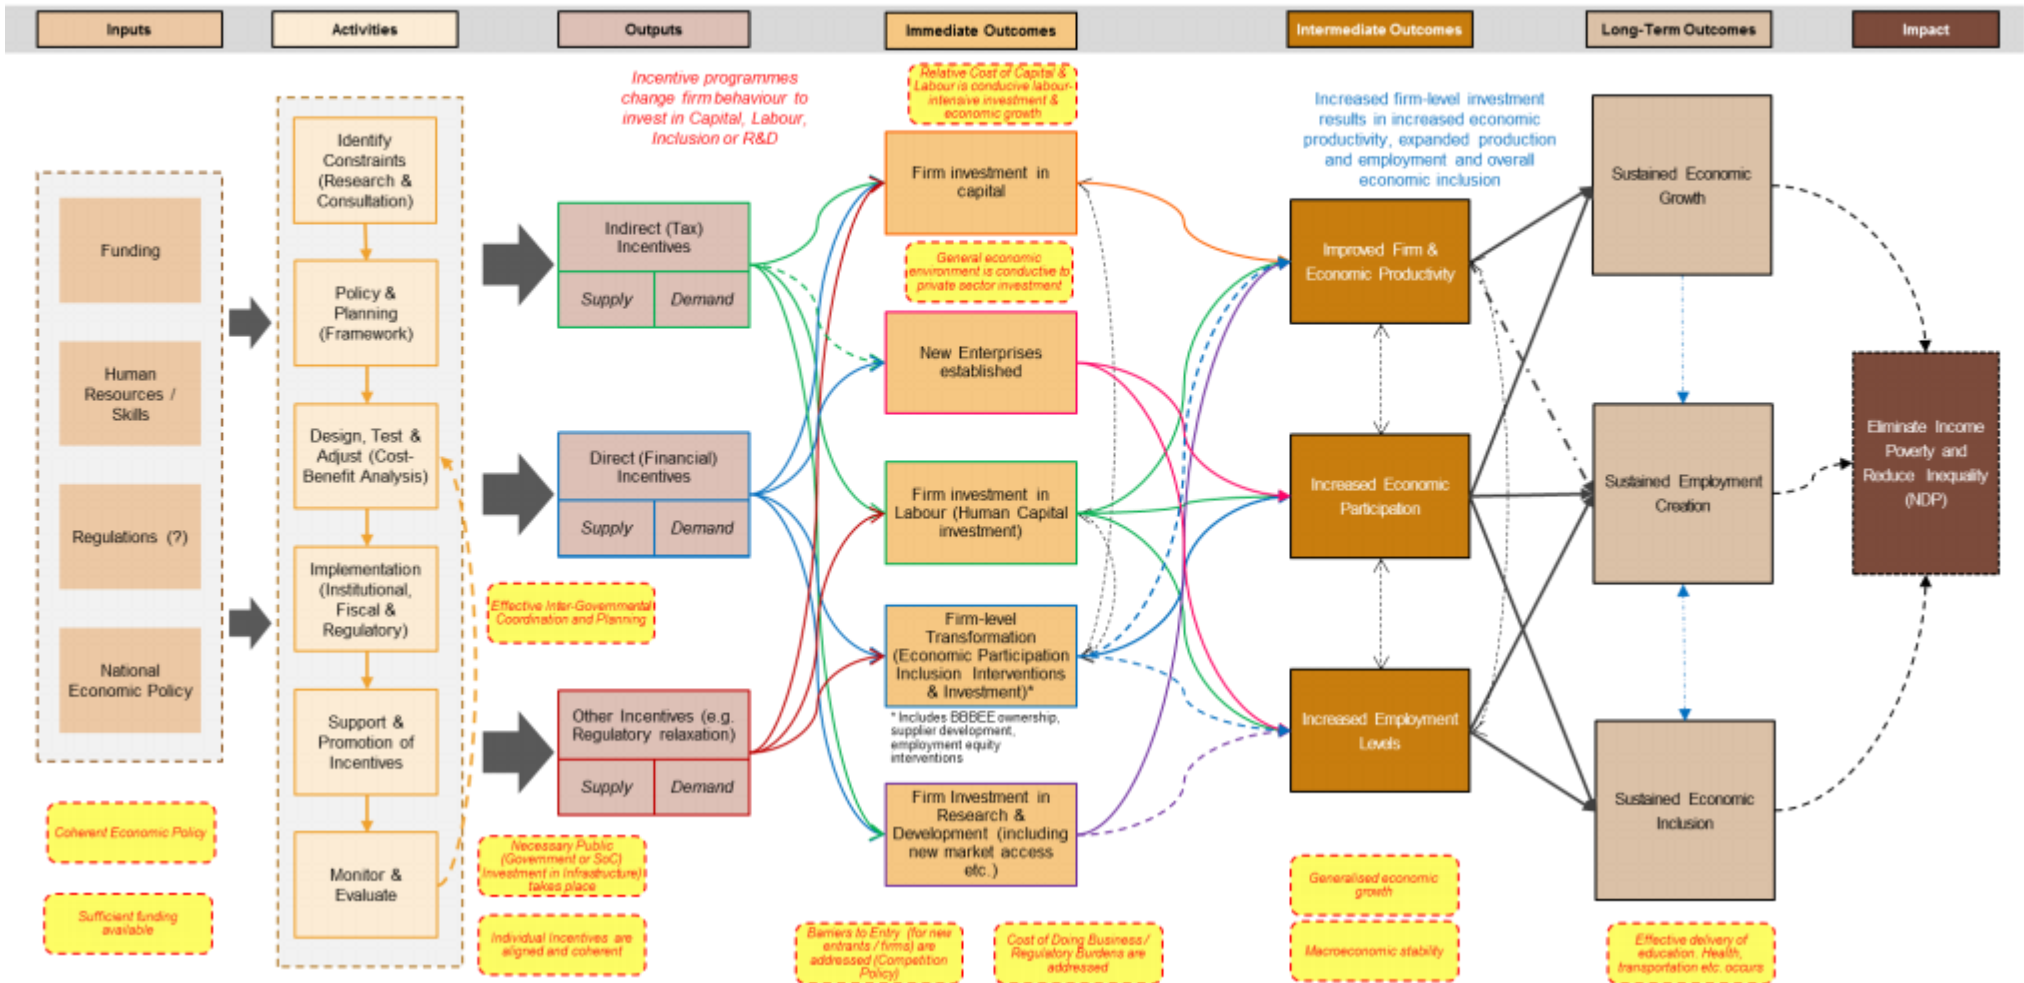 Inputs
Activities
Outputs
Immediate Outcomes
Intermediate Outcomes
Long-Term Outcomes
Impact
Funding
Human
Resources /
Skills
Regulations (?)
National
Economic Policy
Coherent Economic Policy
Sufficient funding
available
Identify
Constraints
(Research &
Consultation)
Policy &
Planning
(Framework)
Design, Test &
Adjust (Cost-
Benefit Analysis)
Implementation
(Institutional,
Fiscal &
Regulatory)
Support &
Promotion of
Incentives
Monitor &
Evaluate
Incentive programmes
change firm behaviour to
invest in Capital, Labour,
Inclusion or R&D
Indirect (Tax)
Incentives
Supply
Demand
Direct (Financial)
Incentives
Supply
Demand
Effective Inter-Governmental
Coordination and Planning
Other Incentives (e.g.
Regulatory relaxation)
Supply
Demand
Necessary Public
(Government or SoC)
Investment in Infrastructure)
takes place
Individual Incentives are
aligned and coherent
Relative Cost of Capital &
Labour is conducive labour-
intensive investment &
economic growth
Firm investment in
capital
General economic
environment is conductive to
private sector investment
New Enterprises
established
Firm investment in
Labour (Human Capital
investment)
Firm-level
Transformation
(Economic Participation
Inclusion Interventions
& Investment)*
* Includes BBBEE ownership,
supplier development,
employment equity
interventions
Firm Investment in
Research &
Development (including
new market access
etc.)
Barriers to Entry (for new
entrants / firms) are
addressed (Competition
Policy)
Cost of Doing Business /
Regulatory Burdens are
addressed
Increased firm-level investment
results in increased economic
productivity, expanded production
and employment and overall
economic inclusion
Improved Firm &
Economic Productivity
Increased Economic
Participation
Increased Employment
Levels
Generalised economic
growth
Macroeconomic stability
Sustained Economic
Growth
Sustained Employment
Creation
Sustained Economic
Inclusion
Effective delivery of
education. Health,
transportation etc. occurs
Eliminate Income
Poverty and
Reduce Inequality
(NDP)